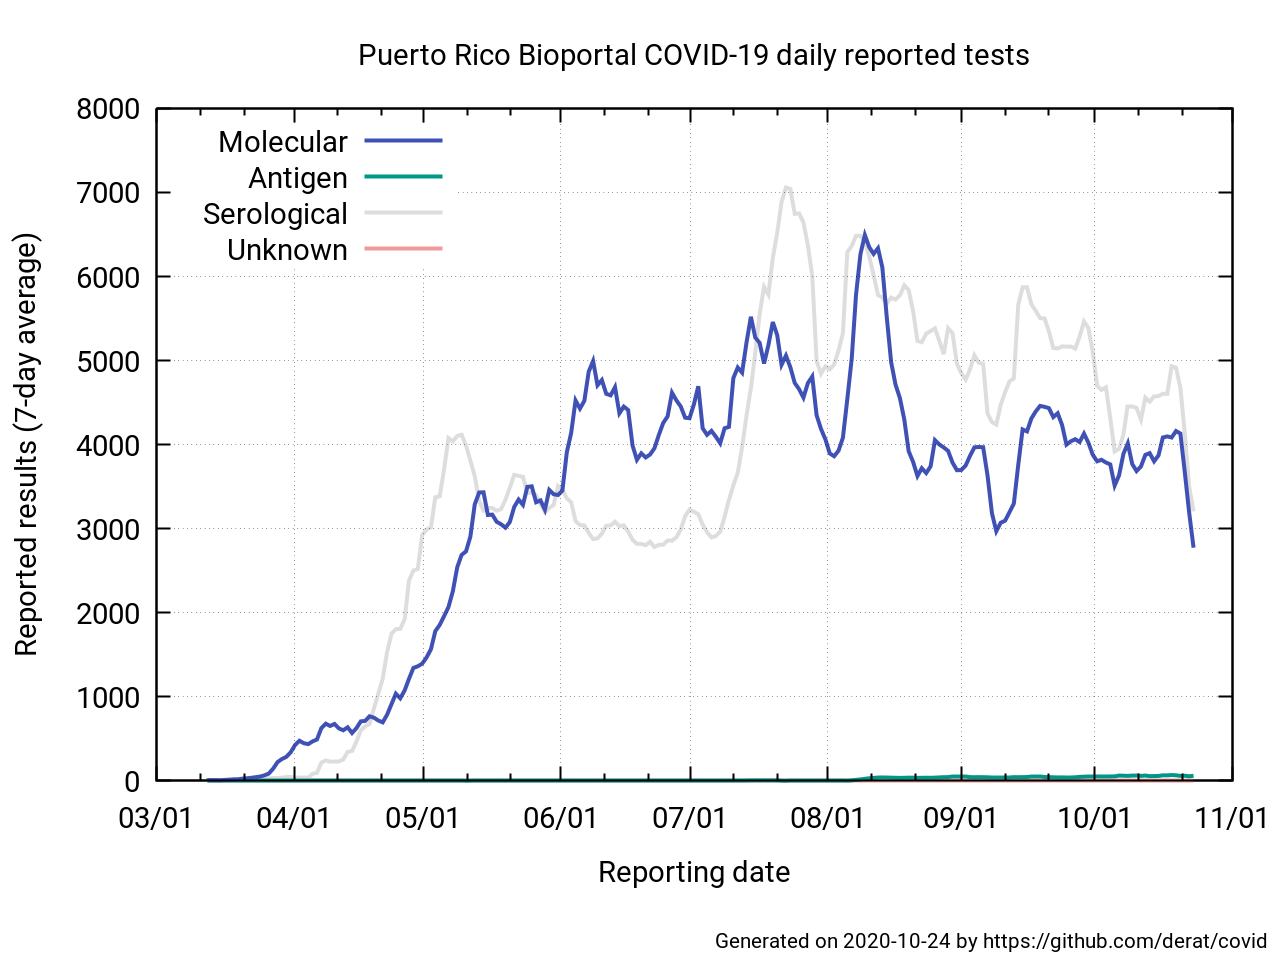 Puerto Rico Bioportal COVID-19 daily reported tests
8000
7000
6000
5000
4000
3000
2000
1000
0
Reported results (7-day average)
Molecular
Antigen
Serological
Unknown
03/01 04/01 05/01 06/01 07/01 08/01 09/01 10/01 11/01
Reporting date
Generated on 2020-10-24 by https://github.com/derat/covid